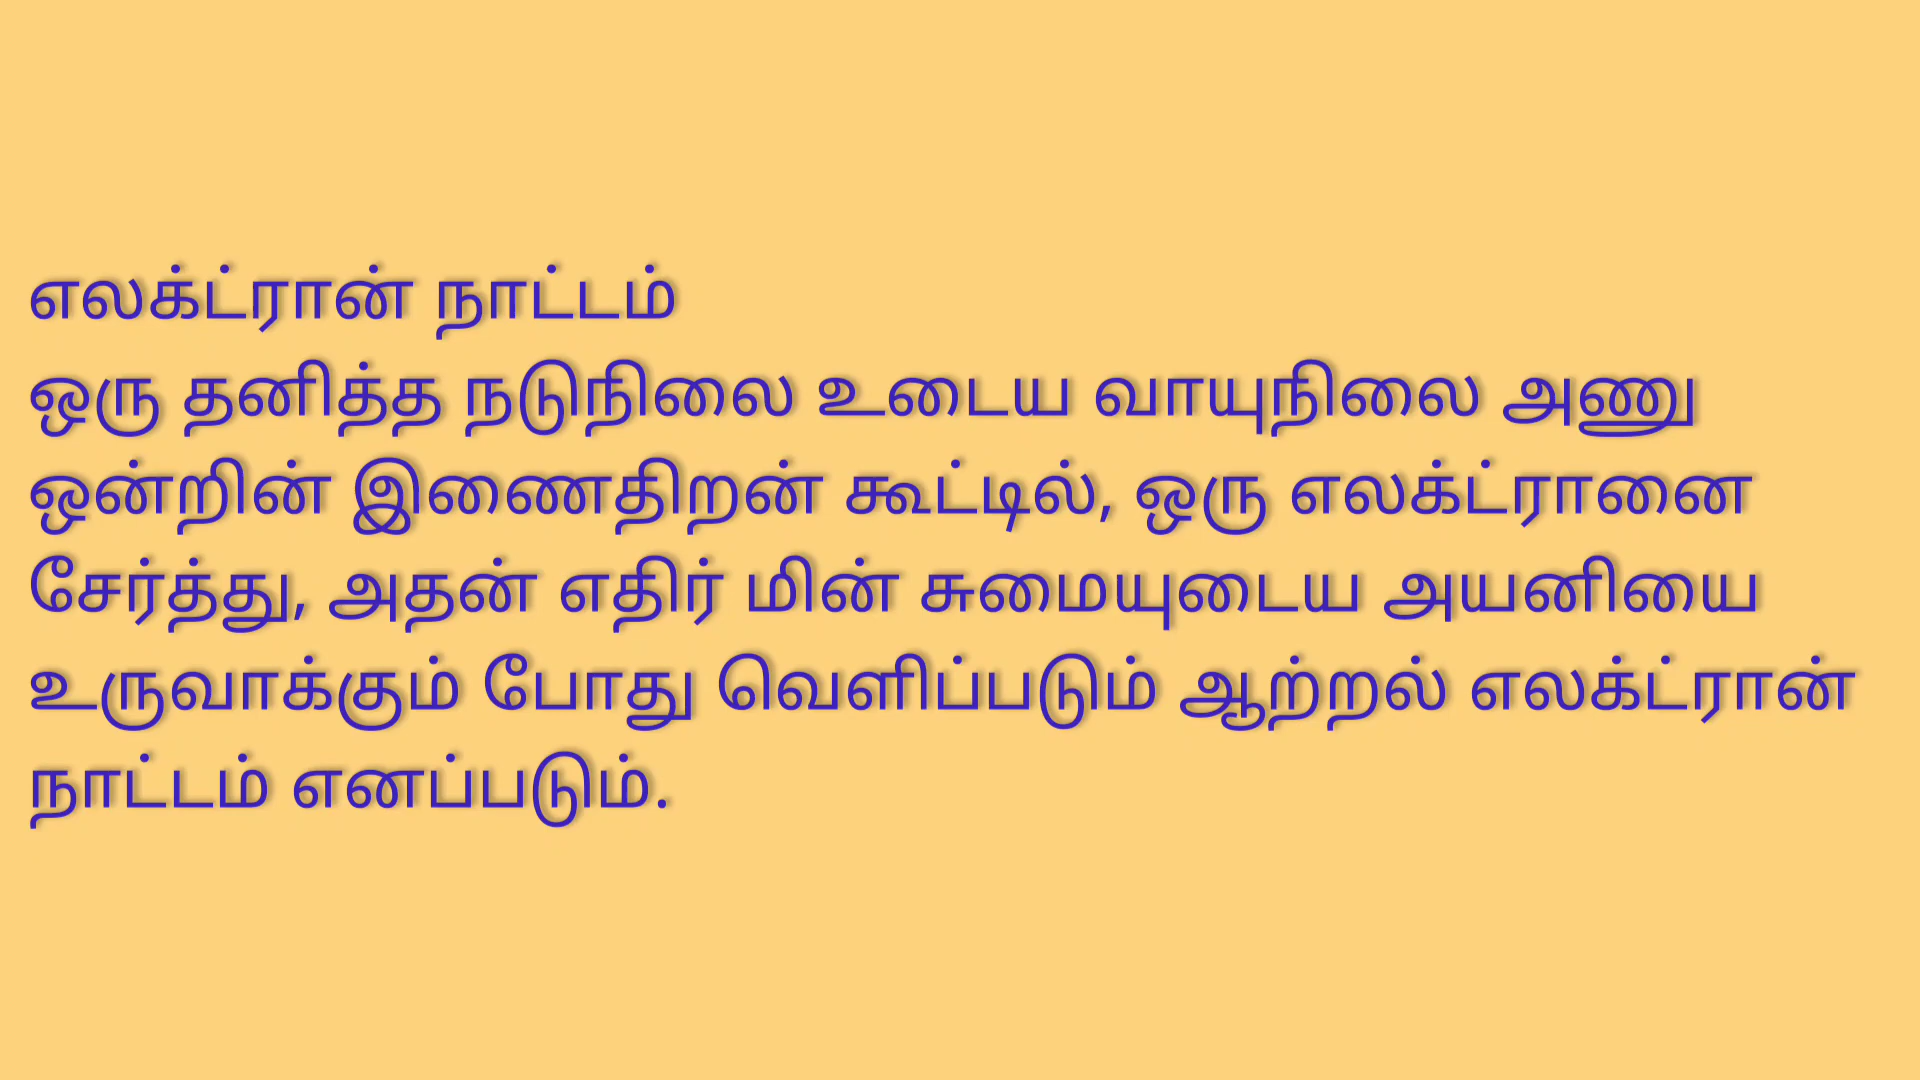 எலக்ட்ரான் நாட்டம்
ஒரு தனித்த நடுநிலை உடைய வாயுநிலை அணு
ஒன்றின் இணைதிறன் கூட்டில், ஒரு எலக்ட்ரானை
சேர்த்து, அதன் எதிர் மின் சுமையுடைய அயனியை
உருவாக்கும் போது வெளிப்படும் ஆற்றல் எலக்ட்ரான்
நாட்டம் எனப்படும்.